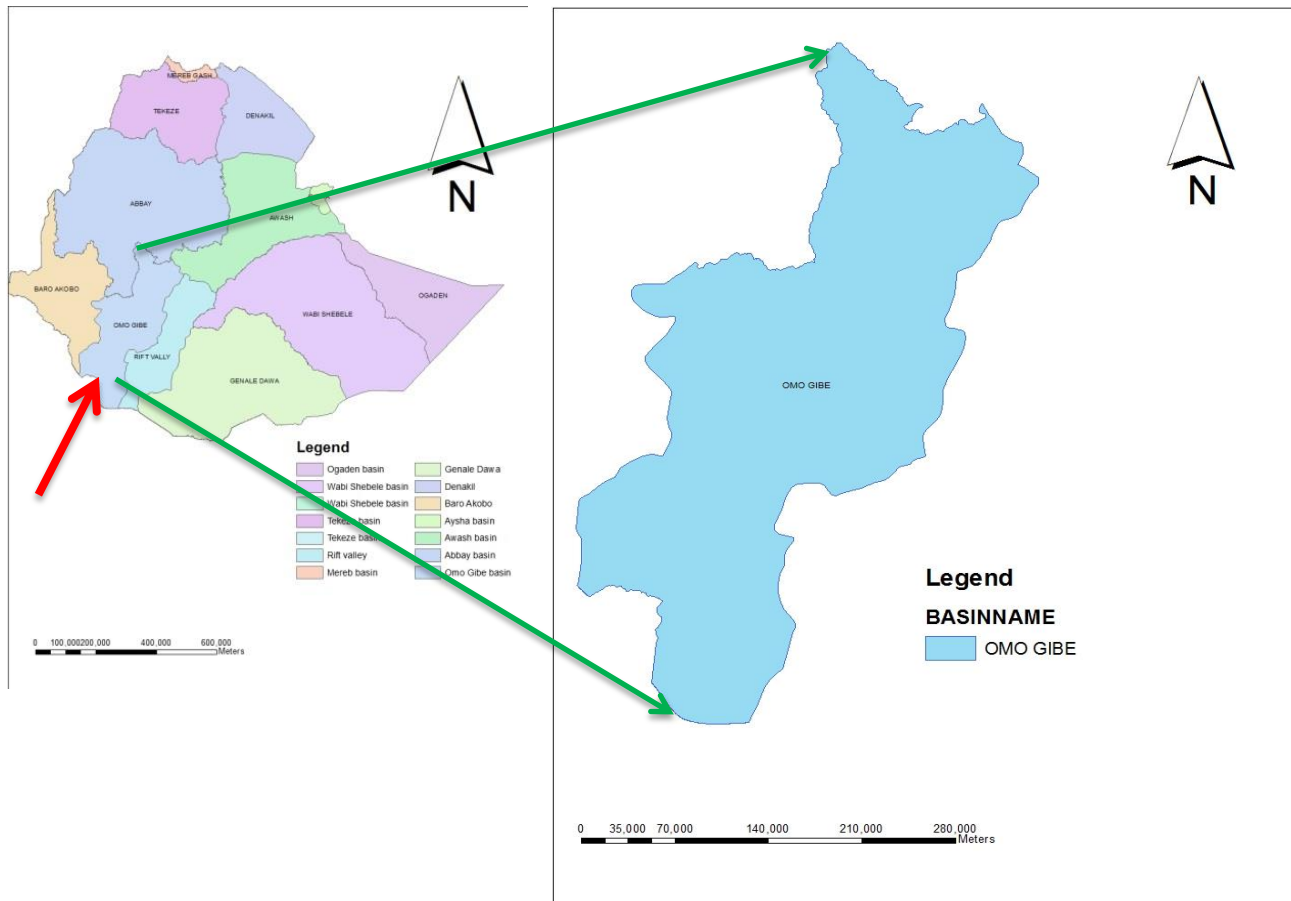 MEREB GASH
TEKEZE
DENAKIL
N
ABBAY
AWASH
BARO AKOBO
OGADEN
WABI SHEBELE
OMO GIBE
RIFT VALLY
GENALE DAWA
Legend
Ogaden basin
Wabi Shebele basin
Wabi Shebele basin
Tekeze basin
Tekeze basin
Rift valley
Mereb basin
Genale Dawa
Denakil
Baro Akobo
Aysha basin
Awash basin
Abbay basin
Omo Gibe basin
0 100,000200,000 400,000 600,000
Meters
N
OMO GIBE
Legend
BASINNAME
OMO GIBE
0 35,000 70,000 140,000 210,000 280,000
Meters